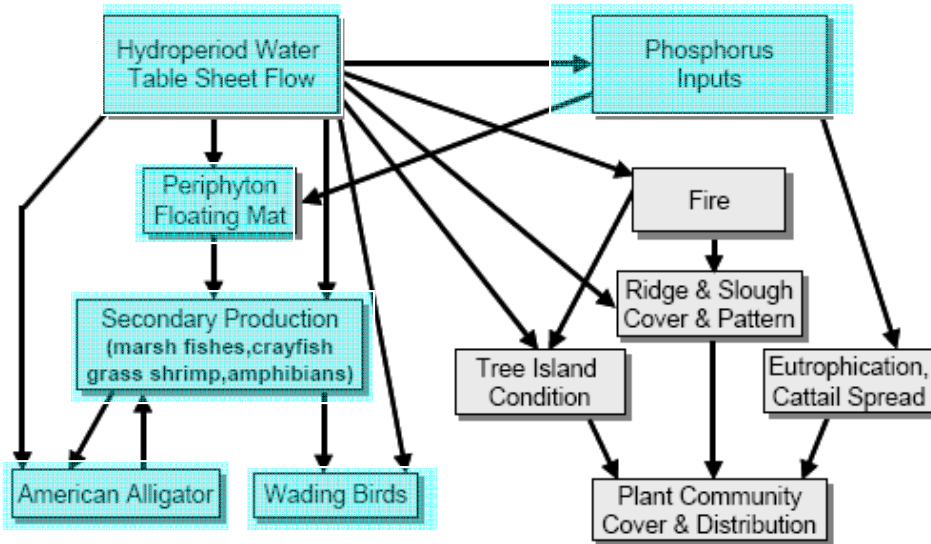 Hydroperiod Water
Table Sheet Flow
Phosphorus
Inputs
Periphyton
Floating Mat
Fire
Ridge & Slough
Cover & Pattern
Secondary Production
(marsh fishes,crayfish
grass shrimp,amphibians)
Tree Island
Condition
Eutrophication,
Cattail Spread
American Alligator
Wading Birds
Plant Community
Cover & Distribution